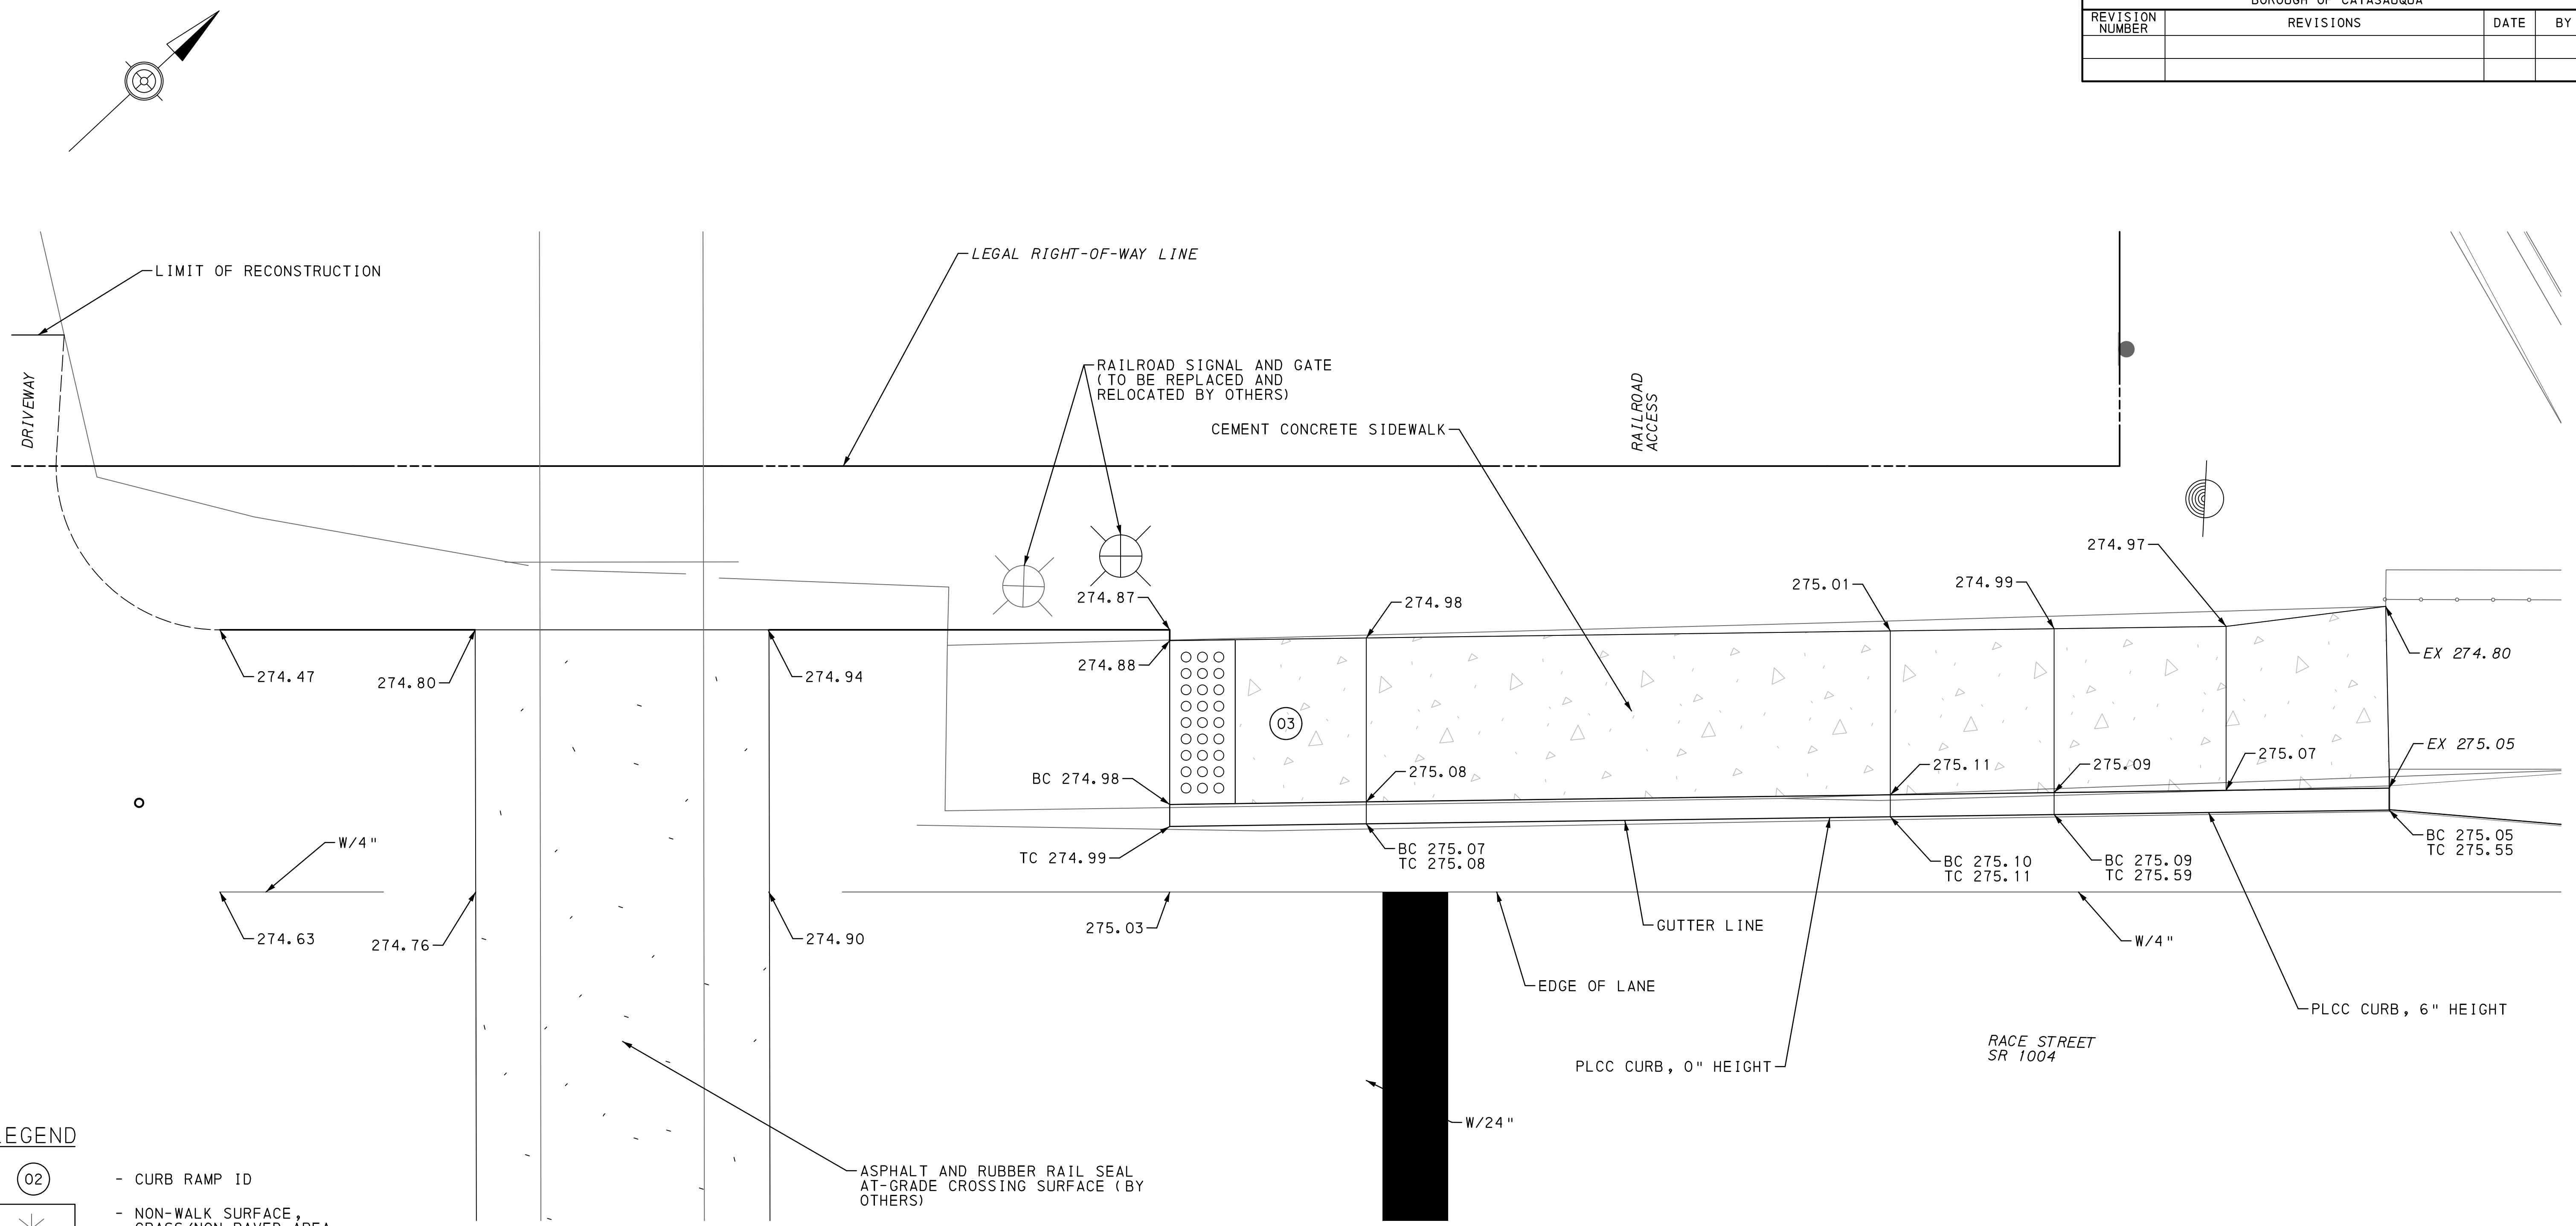 BOROUGH OF CATASAUQUA
REVISION
NUMBER
REVISIONS
DATE
BY
LIMIT OF RECONSTRUCTION
LEGAL RIGHT-OF-WAY LINE
DRIVEWAY
RAILROAD SIGNAL AND GATE
(TO BE REPLACED AND
RELOCATED BY OTHERS)
CEMENT CONCRETE SIDEWALK
RAILROAD
ACCESS
274.97
275.01
274.99
274.87
274.98
274.88
EX 274.80
274.47
274.80
274.94
03
EX 275.05
BC 274.98
275.08
275.11
275.09
275.07
W/4"
TC 274.99
BC 275.07
TC 275.08
BC 275.10
TC 275.11
BC 275.09
TC 275.59
BC 275.05
TC 275.55
274.63
274.76
274.90
275.03
GUTTER LINE
W/4"
EDGE OF LANE
PLCC CURB, 6" HEIGHT
RACE STREET
SR 1004
PLCC CURB, 0" HEIGHT
W/24"
ASPHALT AND RUBBER RAIL SEAL
AT-GRADE CROSSING SURFACE (BY
OTHERS)
LEGEND
02
- CURB RAMP ID
- NON-WALK SURFACE,
GRASS/NON-PAVED AREA